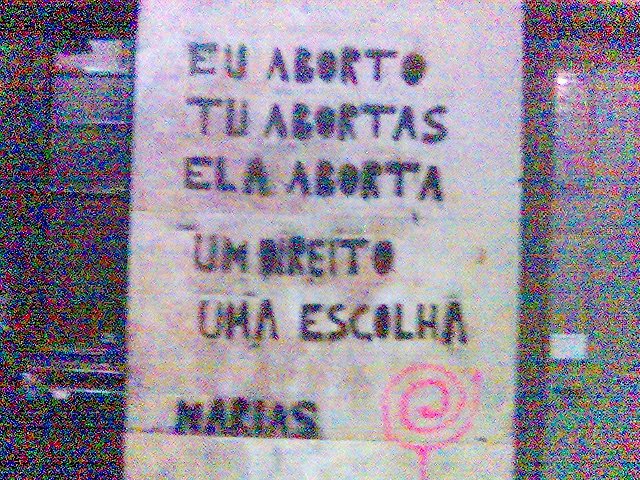 EU ABORTO
TU ABORTAS
ELA ABORTA
UM DIREITO
UMA ESCOLHA
MARIAS